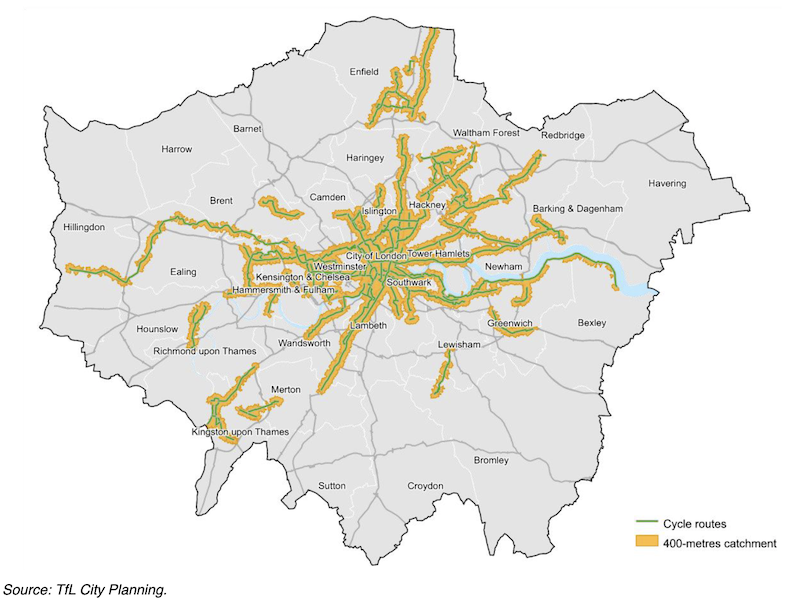 Enfield
Barnet
Waltham Forest
Redbridge
Harrow
Haringey
Havering
Brent
Camden
Hackney
Islington
Barking & Dagenham
Hillingdon
City of London
Tower Hamlets
Ealing
Westminster
Newham
Kensington & Chelsea
Southwark
Hammersmith & Fulham
Hounslow
Lambeth
Greenwich
Bexley
Richmond upon Thames
Wandsworth
Lewisham
Merton
Kingston upon Thames
Bromley
Sutton
Croydon
Cycle routes
400-metres catchment
Source: TfL City Planning.